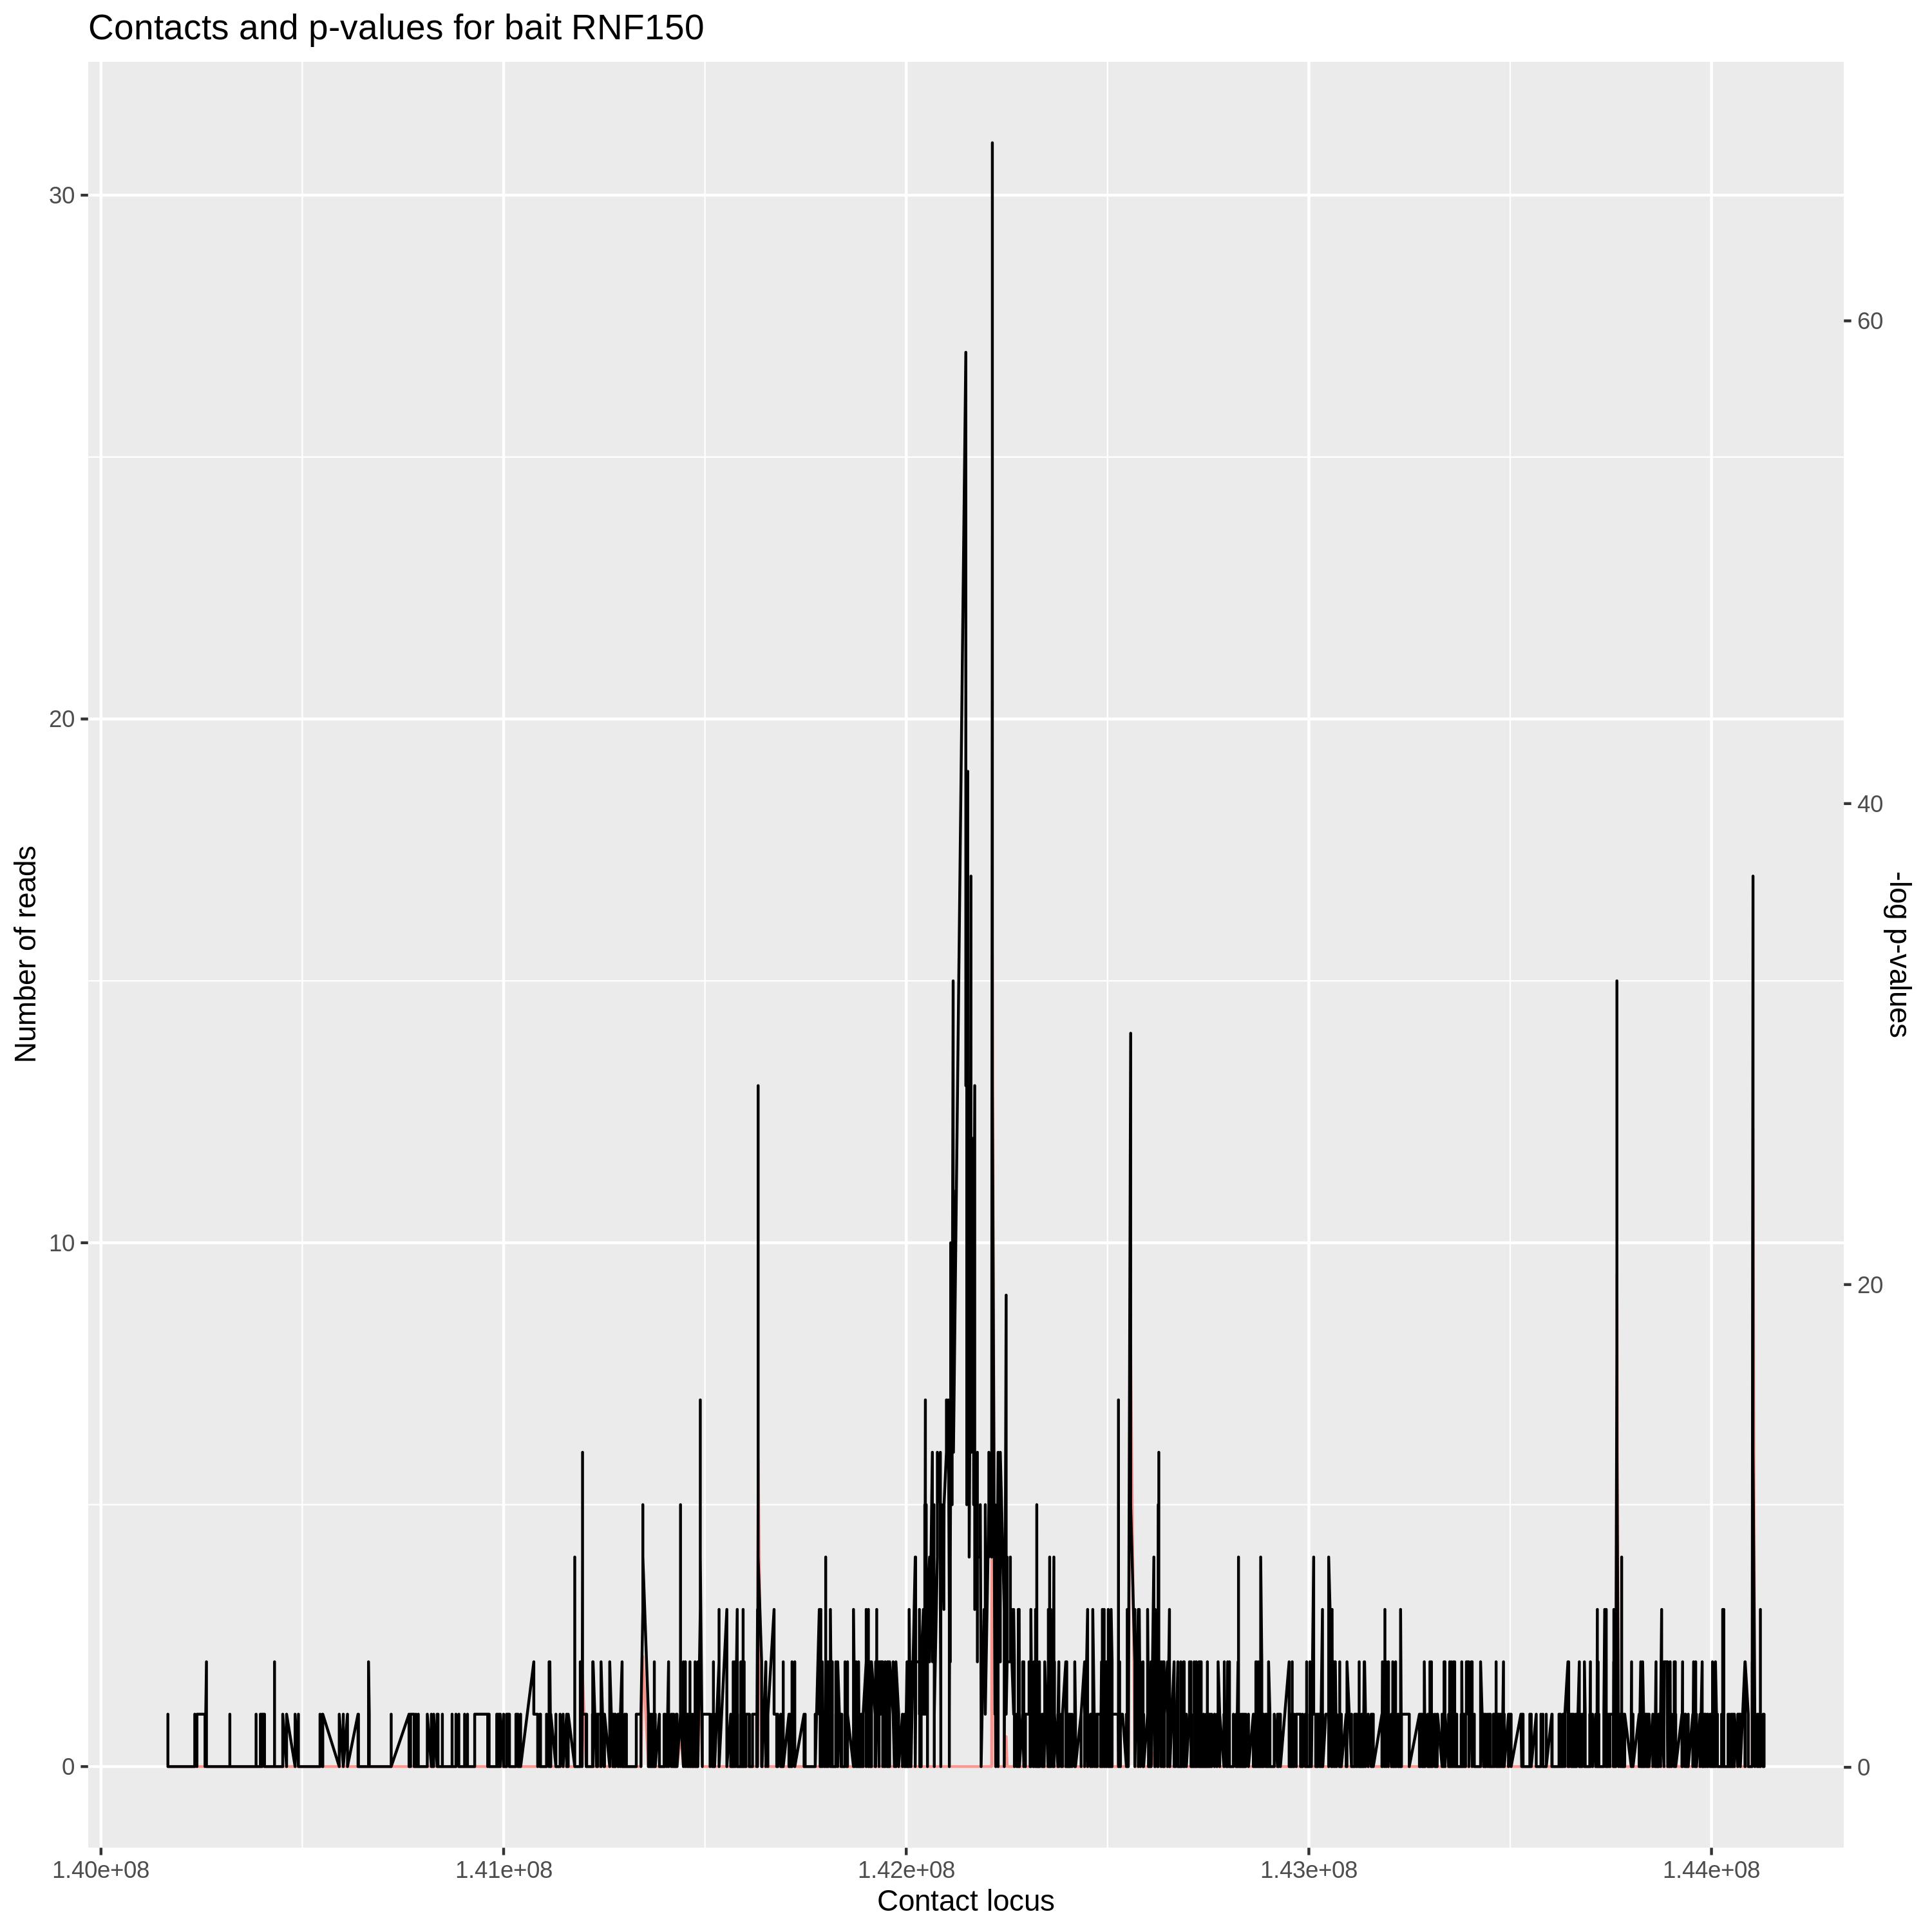 Contacts and p-values for bait RNF150
30
20
10
0
Number of reads
60
40
20
0
-log p-values
1.40e+08 1.41e+08 1.42e+08 1.43e+08 1.44e+08
Contact locus